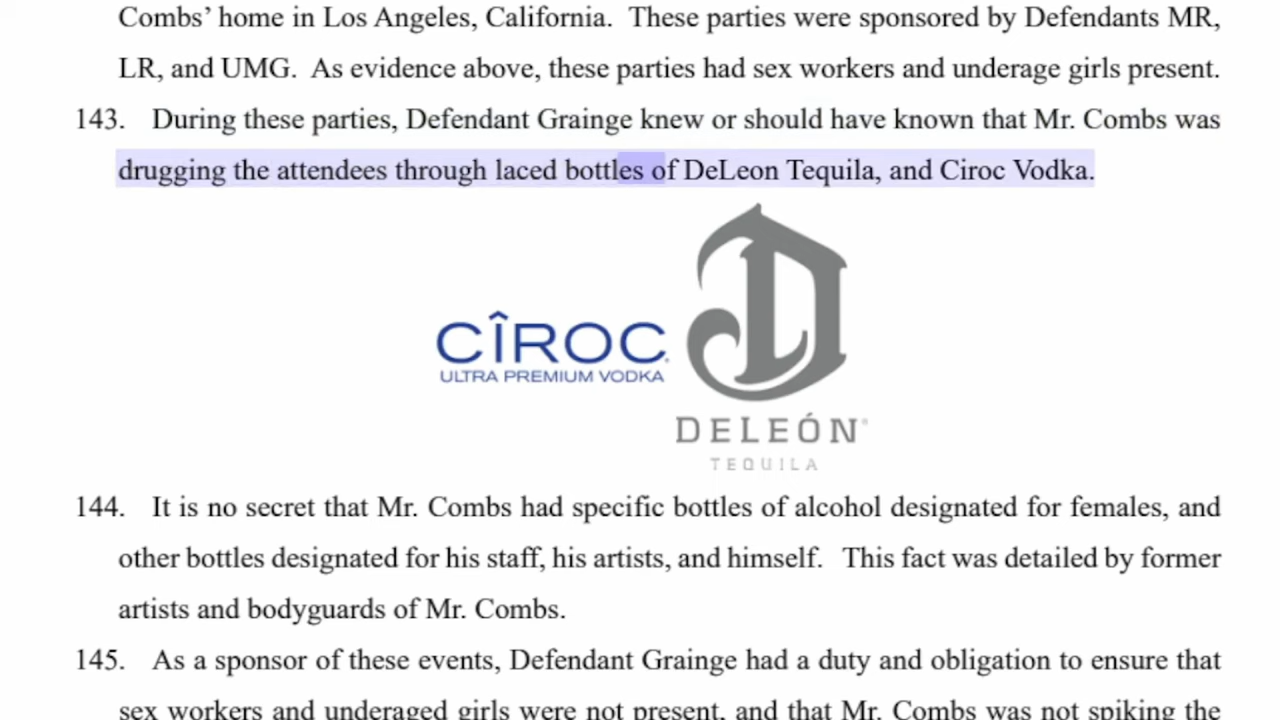 Combs' home in Los Angeles, California. These parties were sponsored by Defendants MR,
LR, and UMG. As evidence above, these parties had sex workers and underage girls present.
143. During these parties, Defendant Grainge knew or should have known that Mr. Combs was
drugging the attendees through laced bottles of DeLeon Tequila, and Ciroc Vodka.
CÎROC
ULTRA PREMIUM VODKA
D
DELEÓN
TEQUILA
144. It is no secret that Mr. Combs had specific bottles of alcohol designated for females, and
other bottles designated for his staff, his artists, and himself. This fact was detailed by former
artists and bodyguards of Mr. Combs.
145. As a sponsor of these events, Defendant Grainge had a duty and obligation to ensure that
sex workers and underaged girls were not present, and that Mr. Combs was not spiking the